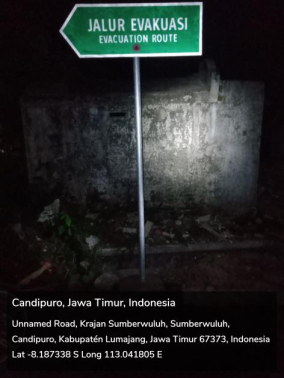 JALUR EVAKUASI
EVACUATION ROUTE
Candipuro, Jawa Timur, Indonesia
Unnamed Road, Krajan Sumberwuluh, Sumberwuluh,
Candipuro, Kabupatén Lumajang, Jawa Timur 67373, Indonesia
Lat -8.187338 S Long 113.041805 E